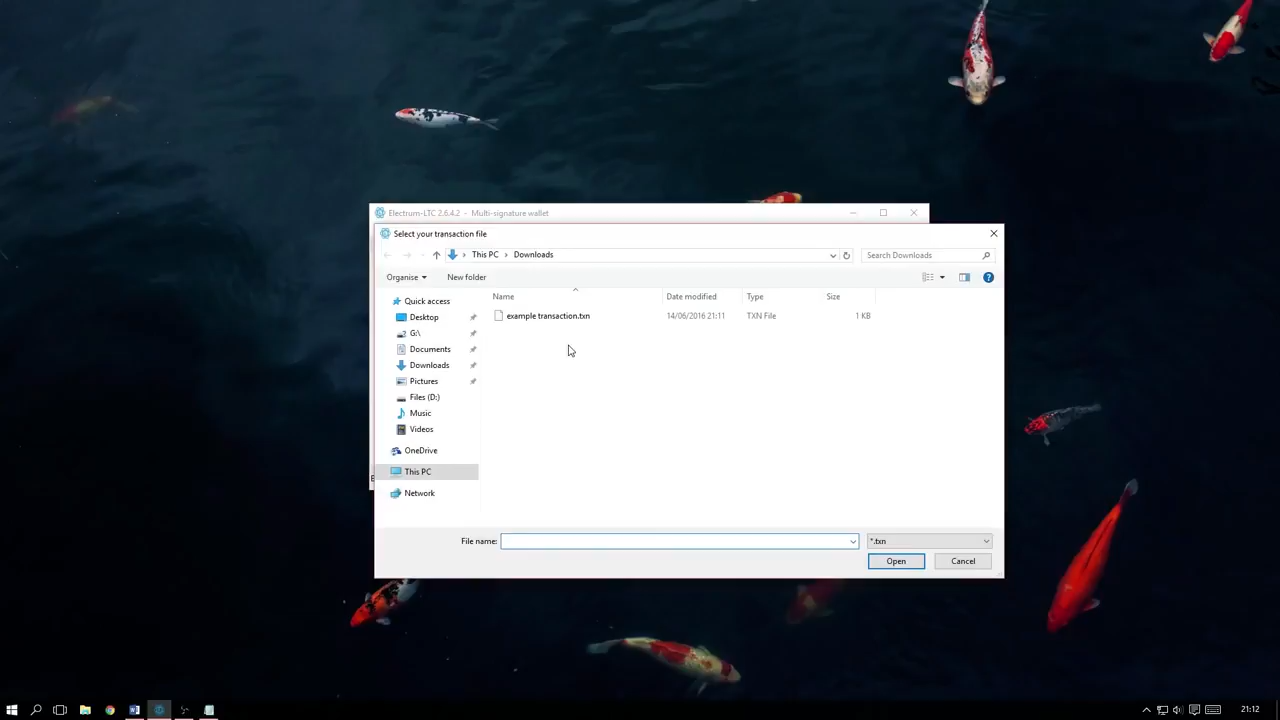 Electrum-LTC 2.6.4.2 - Multi-signature wallet
Select your transaction file
This PC > Downloads
Search Downloads
Organise
New folder
Name Date modified Type Size
example transaction.txn 14/06/2016 21:11 TXN File 1 KB
Quick access
Desktop
G:\
Documents
Downloads
Pictures
Files (D:)
Music
Videos
OneDrive
This PC
Network
File name:
*.txn
Open
Cancel
21:12